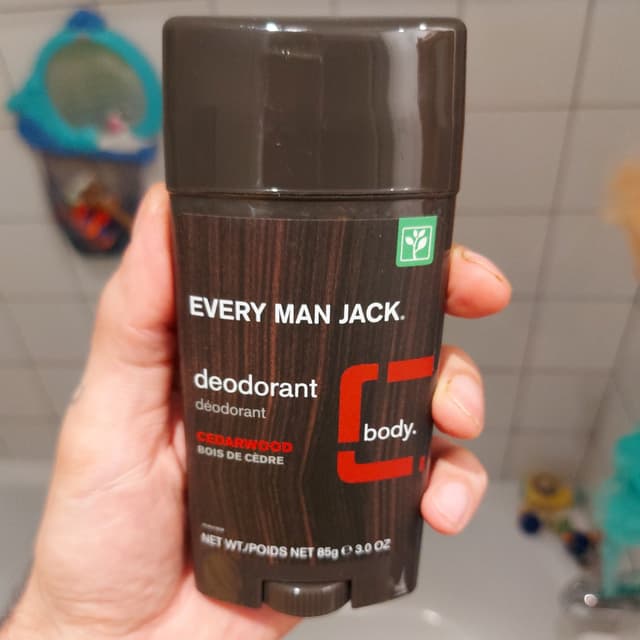 EVERY MAN JACK.
deodorant
déodorant
CEDARWOOD
BOIS DE CÈDRE
body.
NET WT./POIDS NET 85g ℮ 3.0 OZ